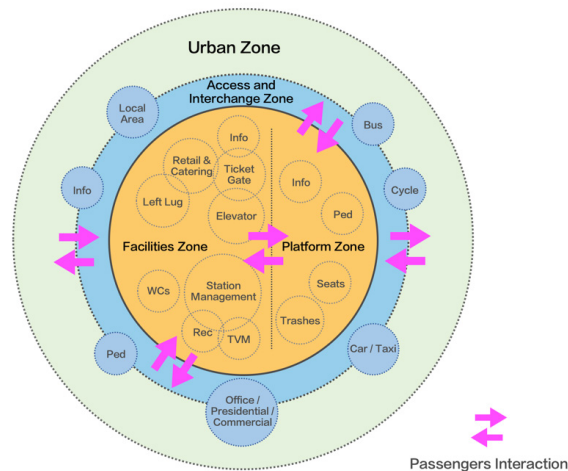 Urban Zone
Access and
Interchange Zone
Local
Area
Bus
Info
Cycle
Info
Retail &
Catering
Ticket
Gate
Info
Left Lug
Elevator
Ped
Facilities Zone
Platform Zone
WCs
Station
Management
Seats
Rec
TVM
Trashes
Ped
Car / Taxi
Office /
Presidential /
Commercial
Passengers Interaction